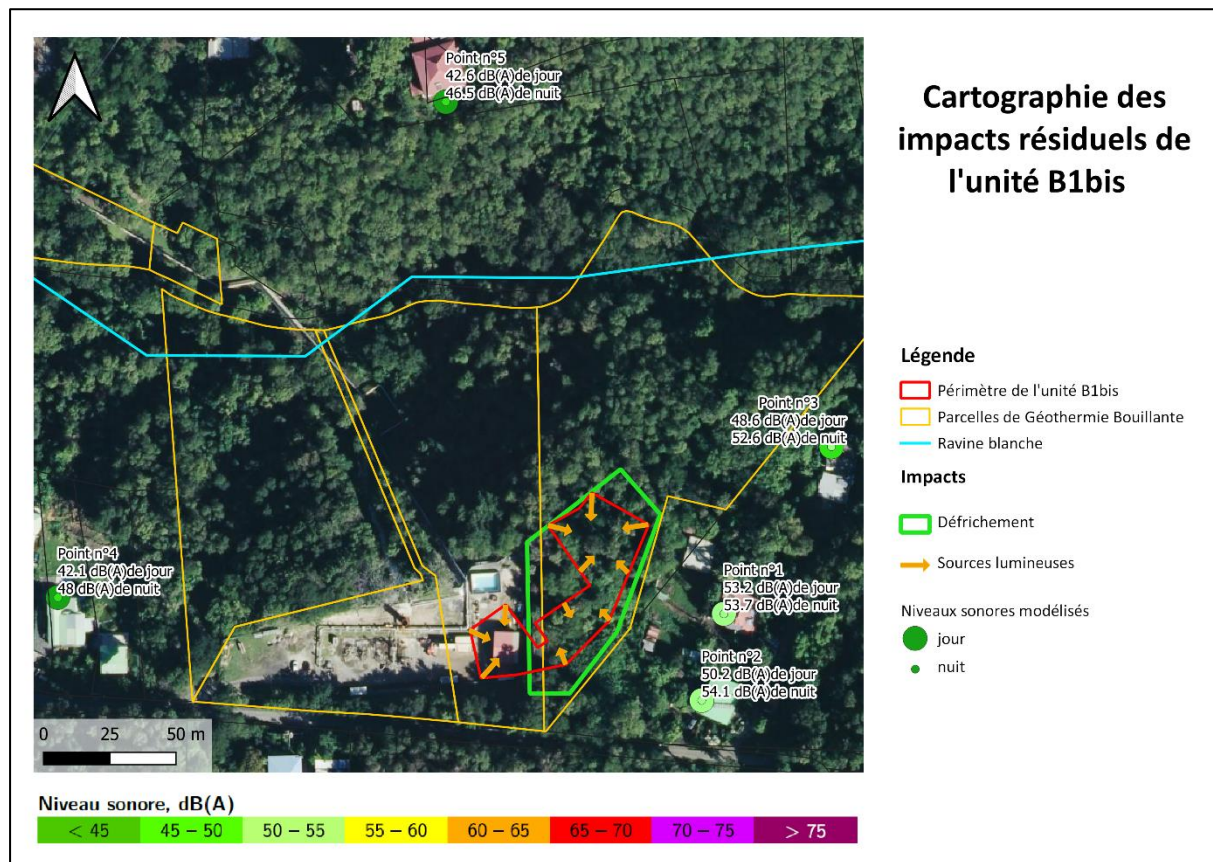 Cartographie des
impacts résiduels de
l'unité B1bis
Point n°5
42.6 dB(A)de jour
46.5 dB(A)de nuit
Point n°3
48.6 dB(A)de jour
52.6 dB(A)de nuit
Point n°4
42.1 dB(A)de jour
48 dB(A)de nuit
Point n°1
53.2 dB(A)de jour
53.7 dB(A)de nuit
Point n°2
50.2 dB(A)de jour
54.1 dB(A)de nuit
0 25 50 m
Légende
Périmètre de l'unité B1bis
Parcelles de Géothermie Bouillante
Ravine blanche
Impacts
Défrichement
Sources lumineuses
Niveaux sonores modélisés
jour
nuit
Niveau sonore, dB(A)
< 45 45 – 50 50 – 55 55 – 60 60 – 65 65 – 70 70 – 75 > 75